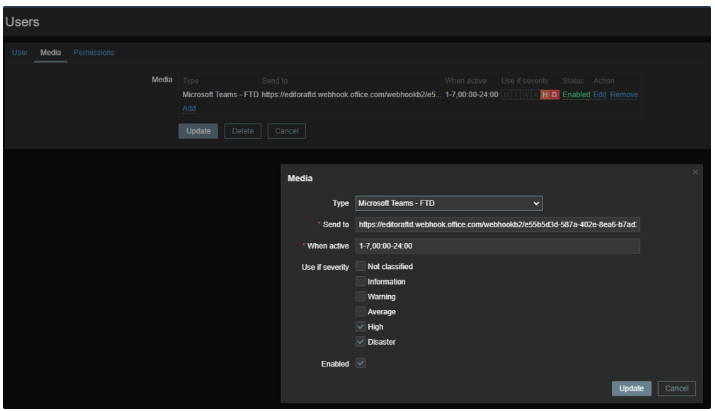 Users
User Media Permissions
Media Type Send to When active Use if severity Status Action
Microsoft Teams - FTD https://editoraftd.webhook.office.com/webhookb2/e5... 1-7,00:00-24:00 N I W A H D Enabled Edit Remove
Add
Update Delete Cancel
Media
Type Microsoft Teams - FTD
* Send to https://editoraftd.webhook.office.com/webhookb2/e55b5d3d-587a-402e-8ea6-b7ad
* When active 1-7,00:00-24:00
Use if severity Not classified
Information
Warning
Average
High
Disaster
Enabled
Update Cancel